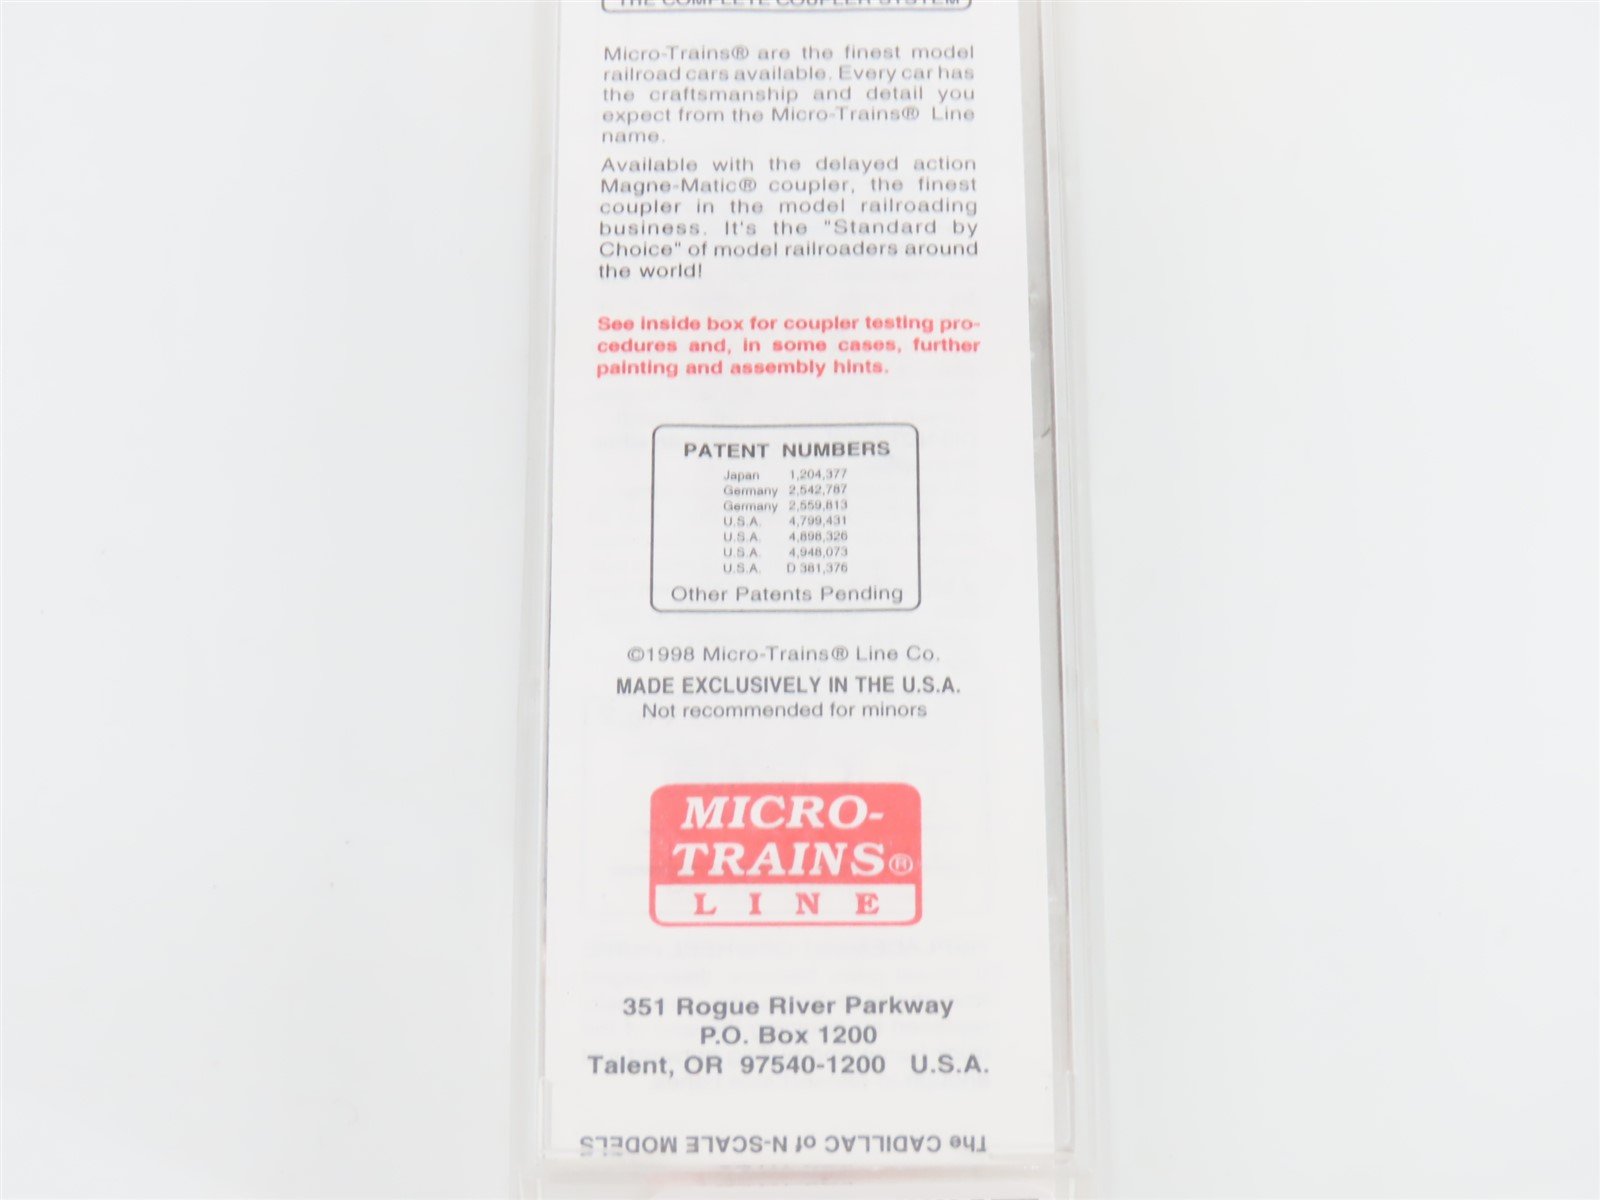 THE COMPLETE COUPLER SYSTEM
Micro-Trains® are the finest model
railroad cars available. Every car has
the craftsmanship and detail you
expect from the Micro-Trains® Line
name.
Available with the delayed action
Magne-Matic® coupler, the finest
coupler in the model railroading
business. It's the "Standard by
Choice" of model railroaders around
the world!
See inside box for coupler testing pro-
cedures and, in some cases, further
painting and assembly hints.
PATENT NUMBERS
Japan 1,204,377
Germany 2,542,787
Germany 2,559,813
U.S.A. 4,799,431
U.S.A. 4,898,326
U.S.A. 4,948,073
U.S.A. D 381,376
Other Patents Pending
©1998 Micro-Trains® Line Co.
MADE EXCLUSIVELY IN THE U.S.A.
Not recommended for minors
MICRO-
TRAINS®
LINE
351 Rogue River Parkway
P.O. Box 1200
Talent, OR 97540-1200 U.S.A.
The CADILLAC of N-SCALE MODELS